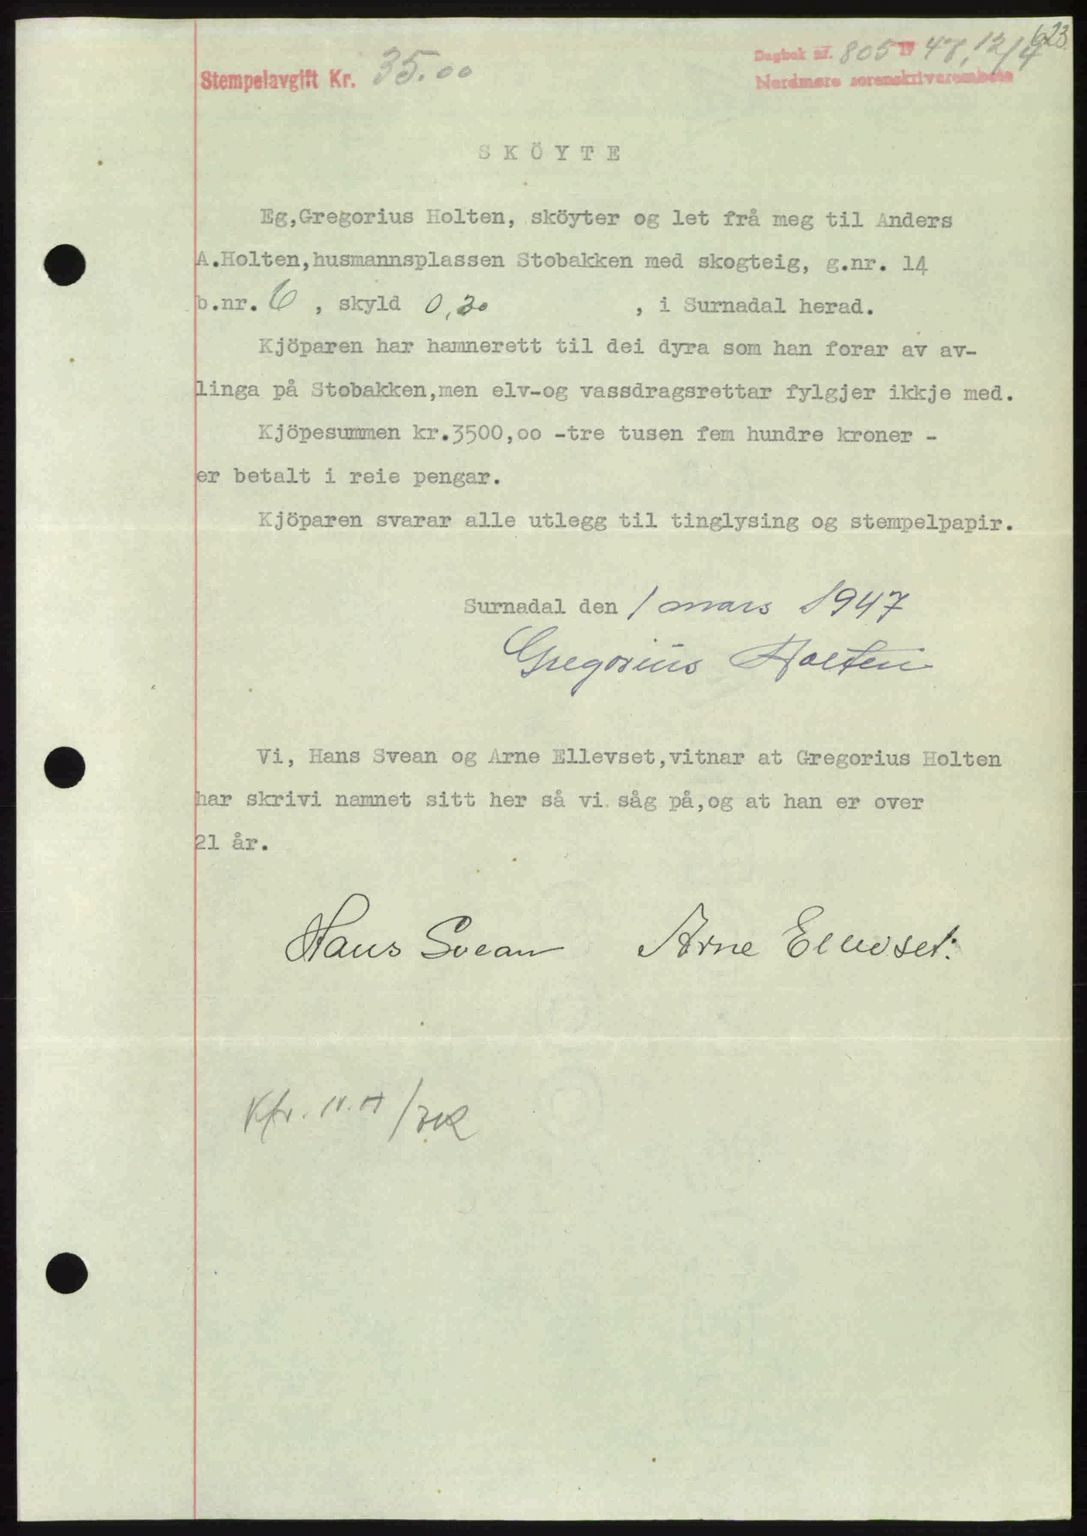 623
Stempelavgift Kr. 35.00
Dagbok nr. 805 19 47, 12/4
Nordmøre sorenskrivarembete
SKÖYTE
Eg,Gregorius Holten, sköyter og let frå meg til Anders
A.Holten,husmannsplassen Stobakken med skogteig, g.nr. 14
b.nr. 6 , skyld 0,20 , i Surnadal herad.
Kjöparen har hamnerett til dei dyra som han forar av av-
linga på Stobakken,men elv-og vassdragsrettar fylgjer ikkje med.
Kjöpesummen kr.3500,oo -tre tusen fem hundre kroner -
er betalt i reie pengar.
Kjöparen svarar alle utlegg til tinglysing og stempelpapir.
Surnadal den 1 mars 1947
Gregorius Holten
Vi, Hans Svean og Arne Ellevset,vitnar at Gregorius Holten
har skrivi namnet sitt her så vi såg på,og at han er over
21 år.
Hans Svean Arne Ellevset.
Kfr.